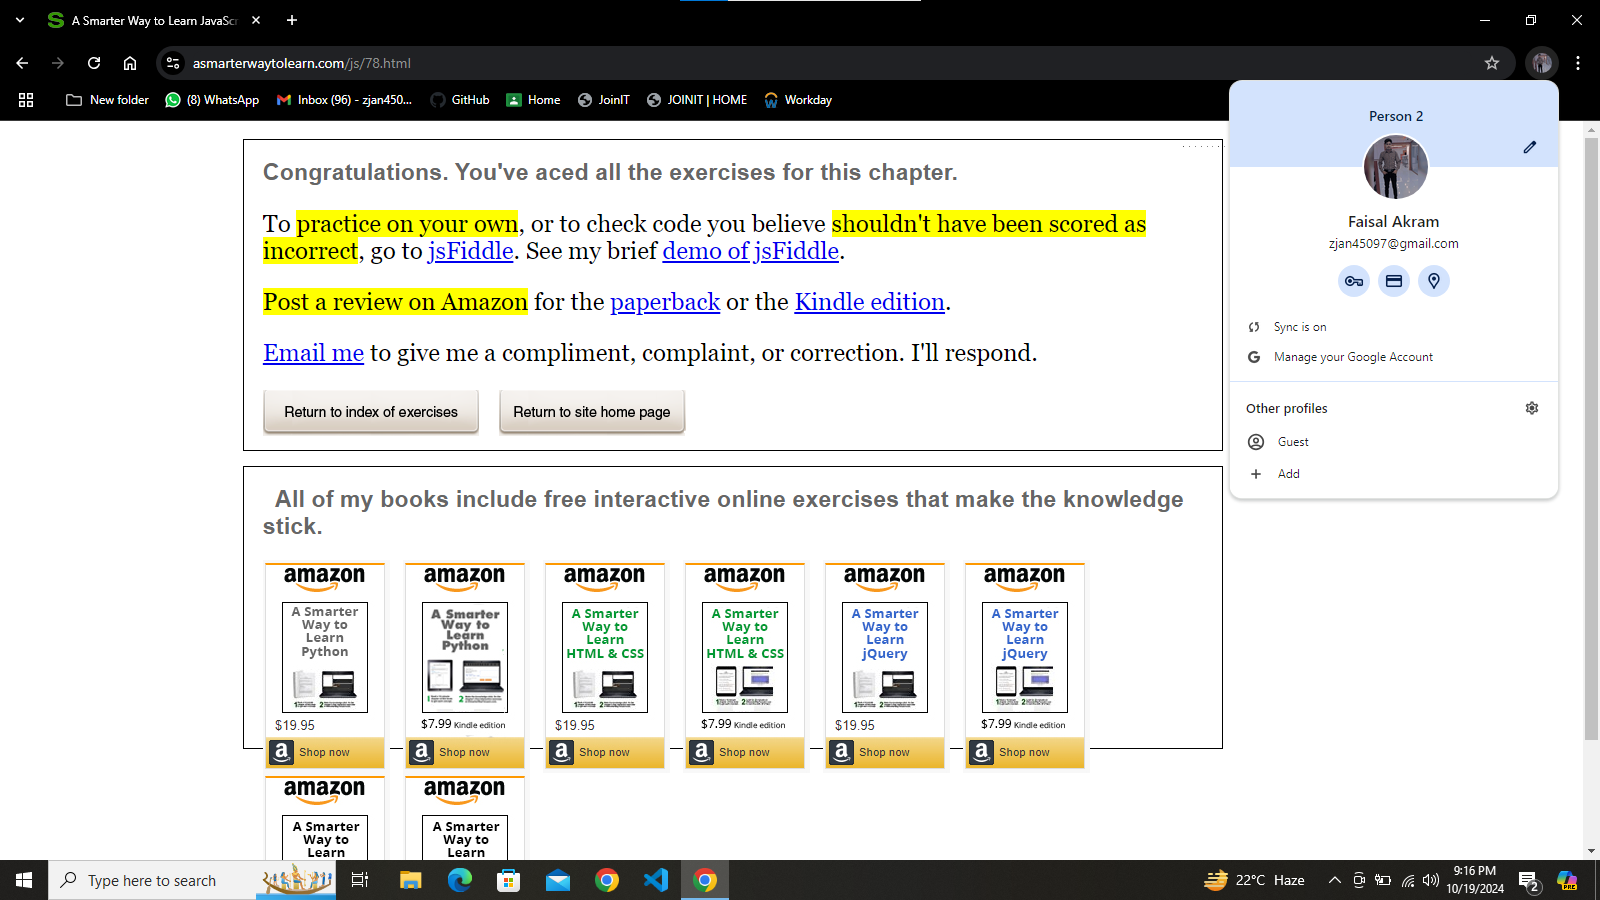 A Smarter Way to Learn JavaScr
asmarterwaytolearn.com/js/78.html
New folder
(8) WhatsApp
Inbox (96) - zjan450...
GitHub
Home
JoinIT
JOINIT | HOME
Workday
Person 2
Faisal Akram
zjan45097@gmail.com
Sync is on
Manage your Google Account
Other profiles
Guest
Add
Congratulations. You've aced all the exercises for this chapter.
To practice on your own, or to check code you believe shouldn't have been scored as
incorrect, go to jsFiddle. See my brief demo of jsFiddle.
Post a review on Amazon for the paperback or the Kindle edition.
Email me to give me a compliment, complaint, or correction. I'll respond.
Return to index of exercises
Return to site home page
All of my books include free interactive online exercises that make the knowledge
stick.
amazon
A Smarter
Way to
Learn
Python
$19.95
a Shop now
amazon
A Smarter
Way to
Learn
Python
$7.99 Kindle edition
a Shop now
amazon
A Smarter
Way to
Learn
HTML & CSS
$19.95
a Shop now
amazon
A Smarter
Way to
Learn
HTML & CSS
$7.99 Kindle edition
a Shop now
amazon
A Smarter
Way to
Learn
jQuery
$19.95
a Shop now
amazon
A Smarter
Way to
Learn
jQuery
$7.99 Kindle edition
a Shop now
amazon
A Smarter
Way to
Learn
amazon
A Smarter
Way to
Learn
Type here to search
22°C Haze
9:16 PM
10/19/2024
2
PRE